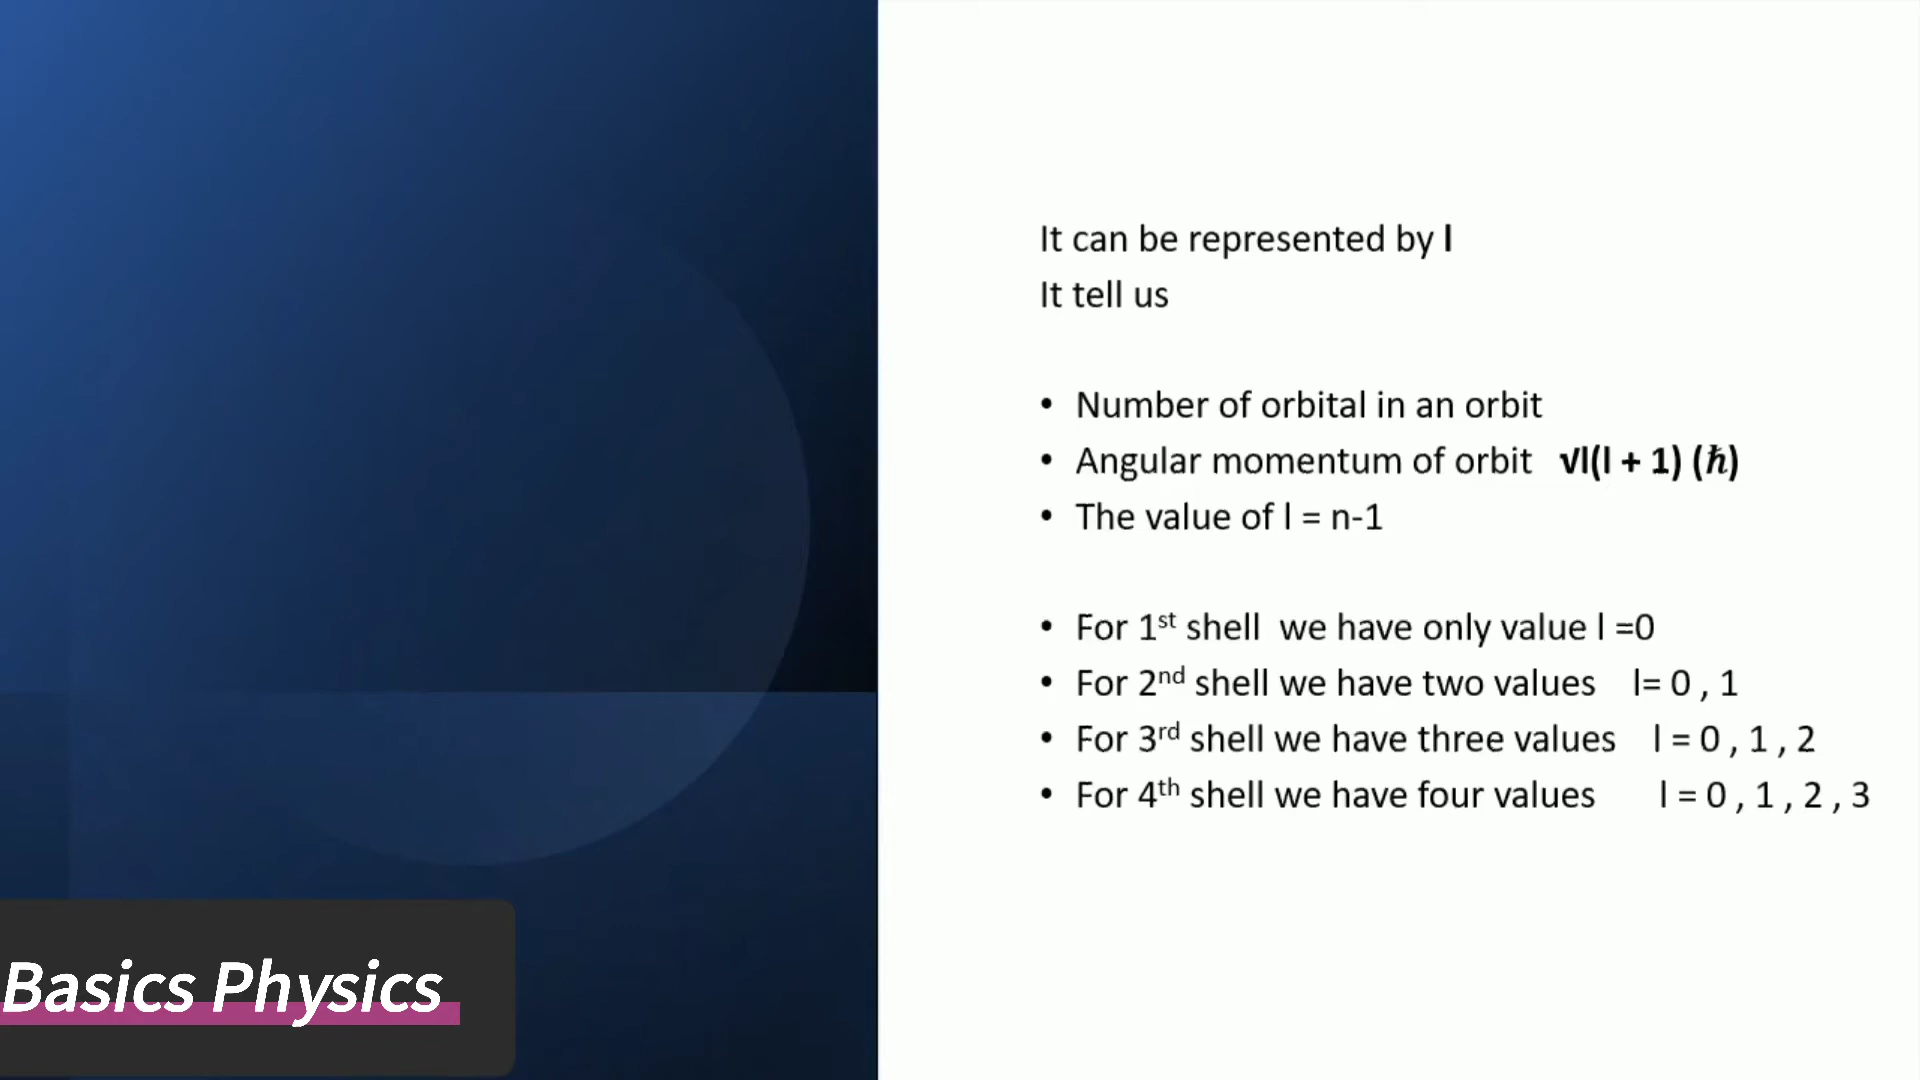 It can be represented by l
It tell us
• Number of orbital in an orbit
• Angular momentum of orbit √l(l + 1) (ℏ)
• The value of l = n-1
• For 1st shell we have only value l =0
• For 2nd shell we have two values l= 0 , 1
• For 3rd shell we have three values l = 0 , 1 , 2
• For 4th shell we have four values l = 0 , 1 , 2 , 3
Basics Physics